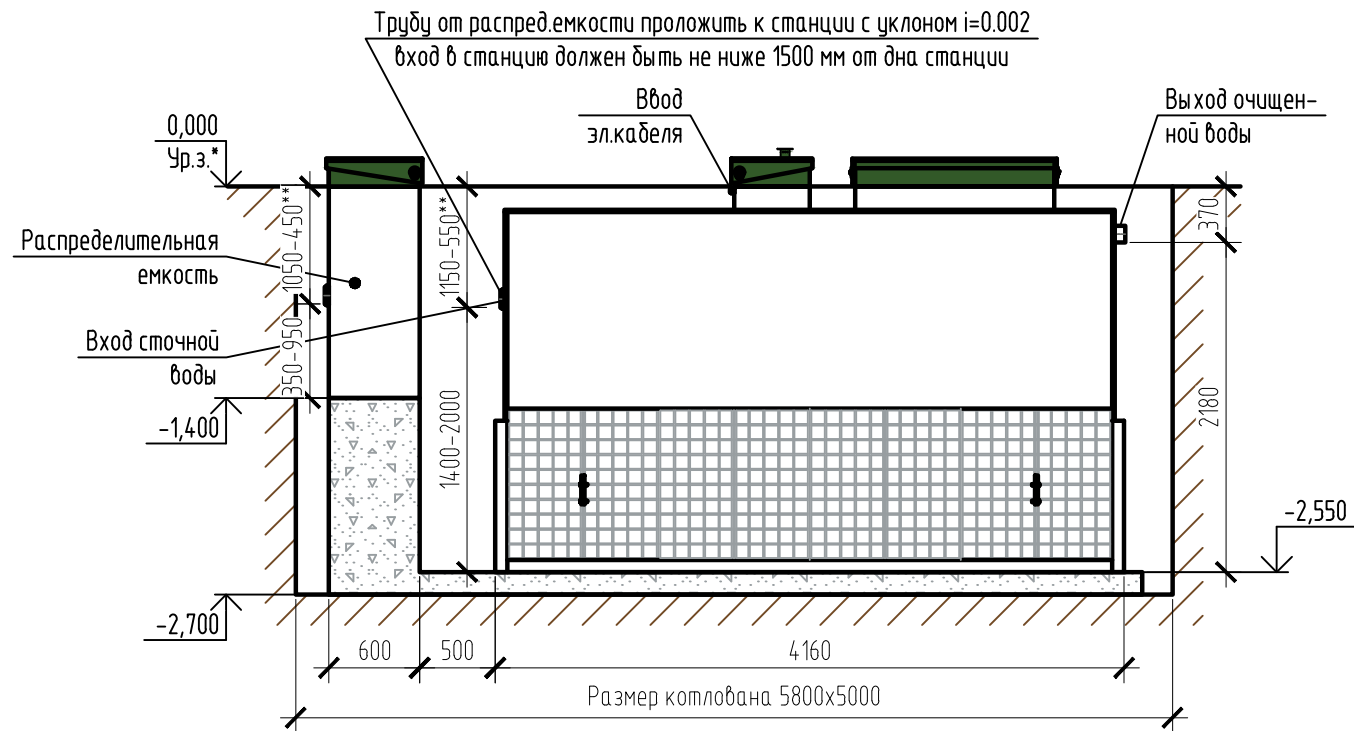 Трубу от распред.емкости проложить к станции с уклоном i=0.002
вход в станцию должен быть не ниже 1500 мм от дна станции
Ввод
эл.кабеля
Выход очищен-
ной воды
0,000
Ур.з.*
1050-450**
1150-550**
370
Распределительная
емкость
Вход сточной
воды
350-950
-1,400
1400-2000
2180
-2,550
-2,700
600
500
4160
Размер котлована 5800х5000